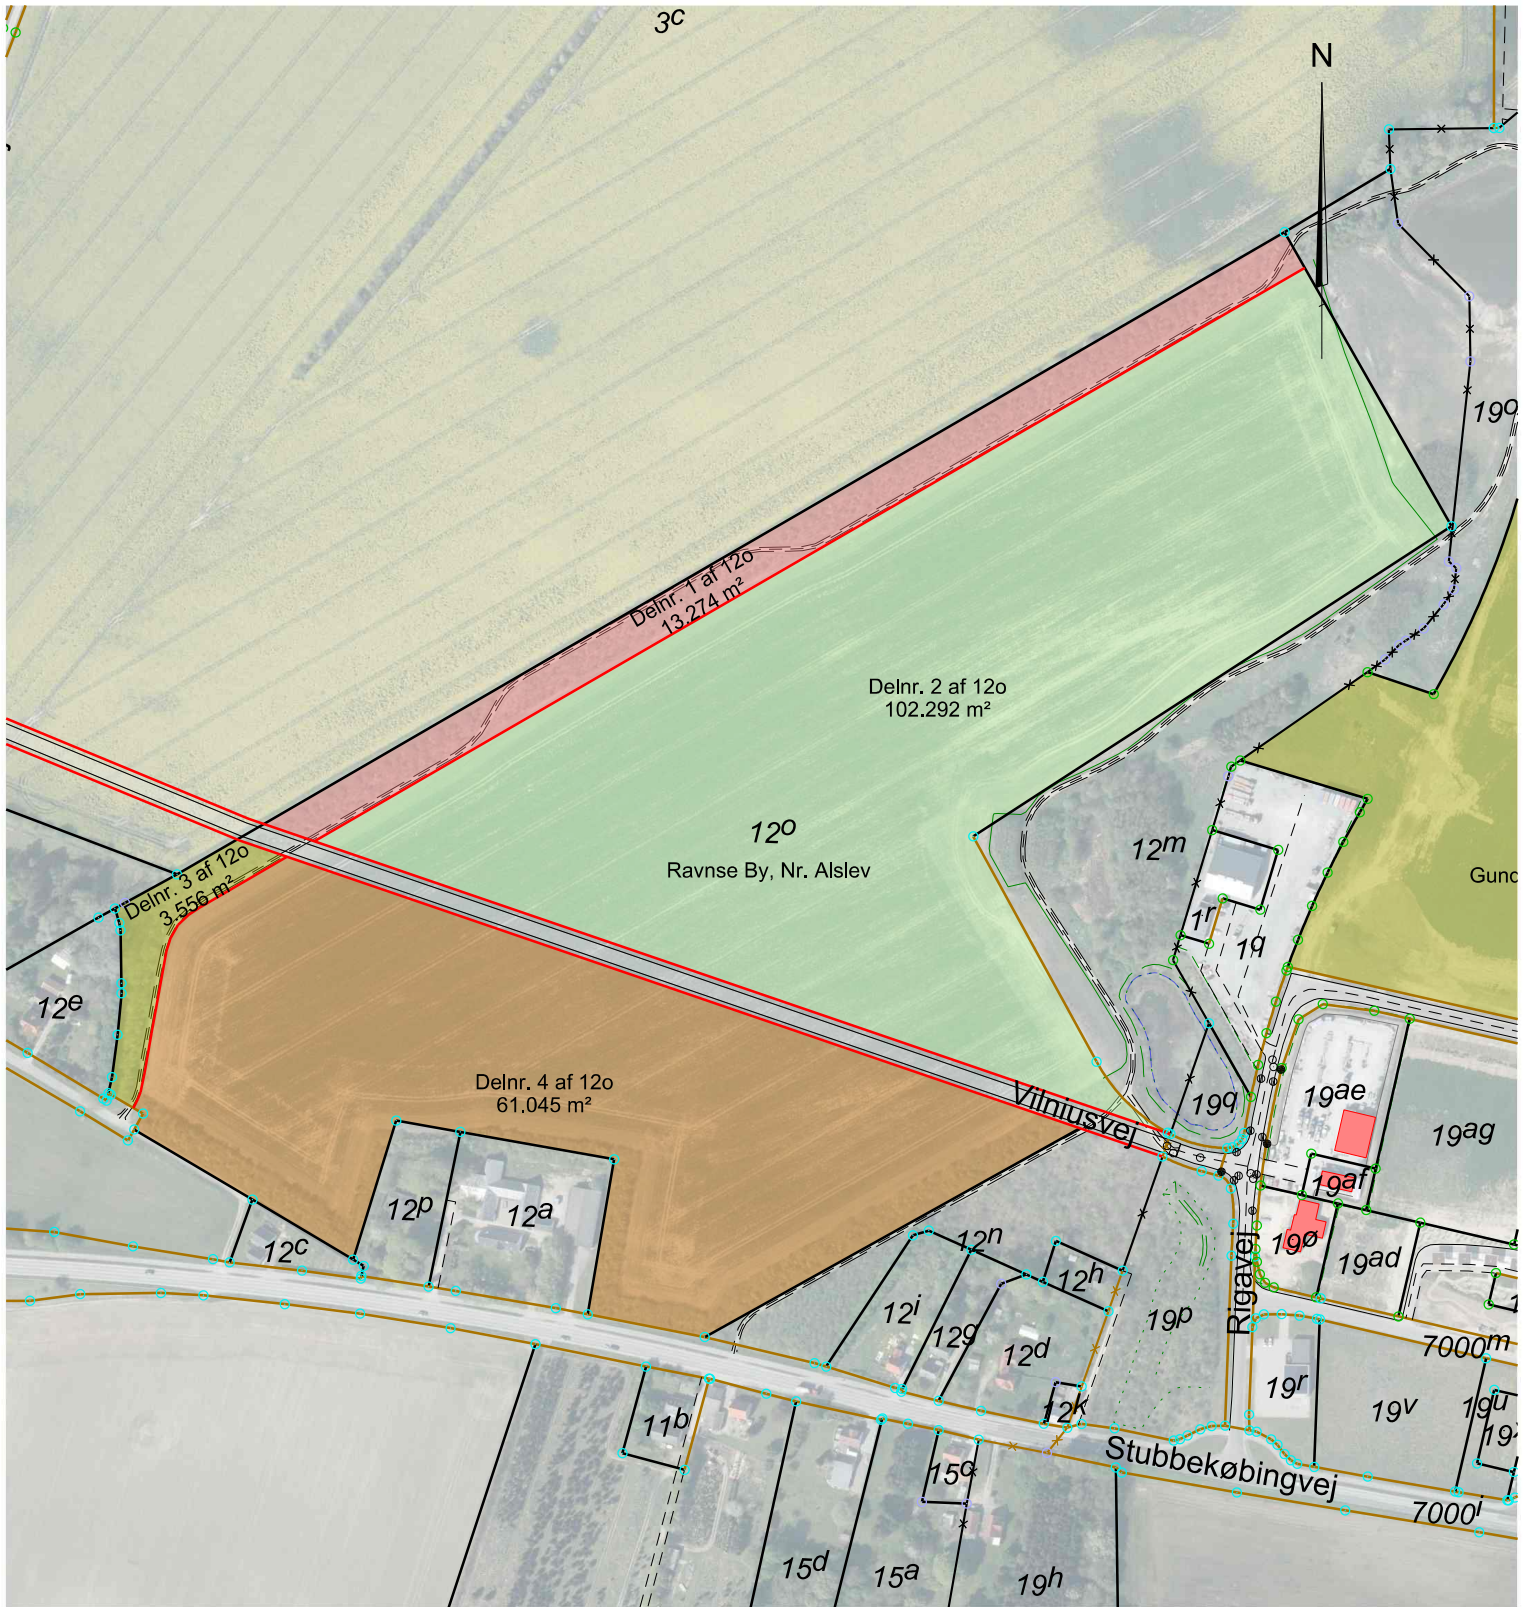 3c
N
19o
Delnr. 1 af 12o
13.274 m²
Delnr. 2 af 12o
102.292 m²
12o
Ravnse By, Nr. Alslev
12m
Delnr. 3 af 12o
3.556 m²
Gund
1r
1q
12e
Delnr. 4 af 12o
61.045 m²
Vilniusvej
19q
19ae
19ag
19af
12p
12a
12c
12n
12h
19ø
19ad
12i
12g
12d
19p
Rigavej
7000m
12k
19r
19v
19u
11b
15c
Stubbekøbingvej
7000i
15d
15a
19h